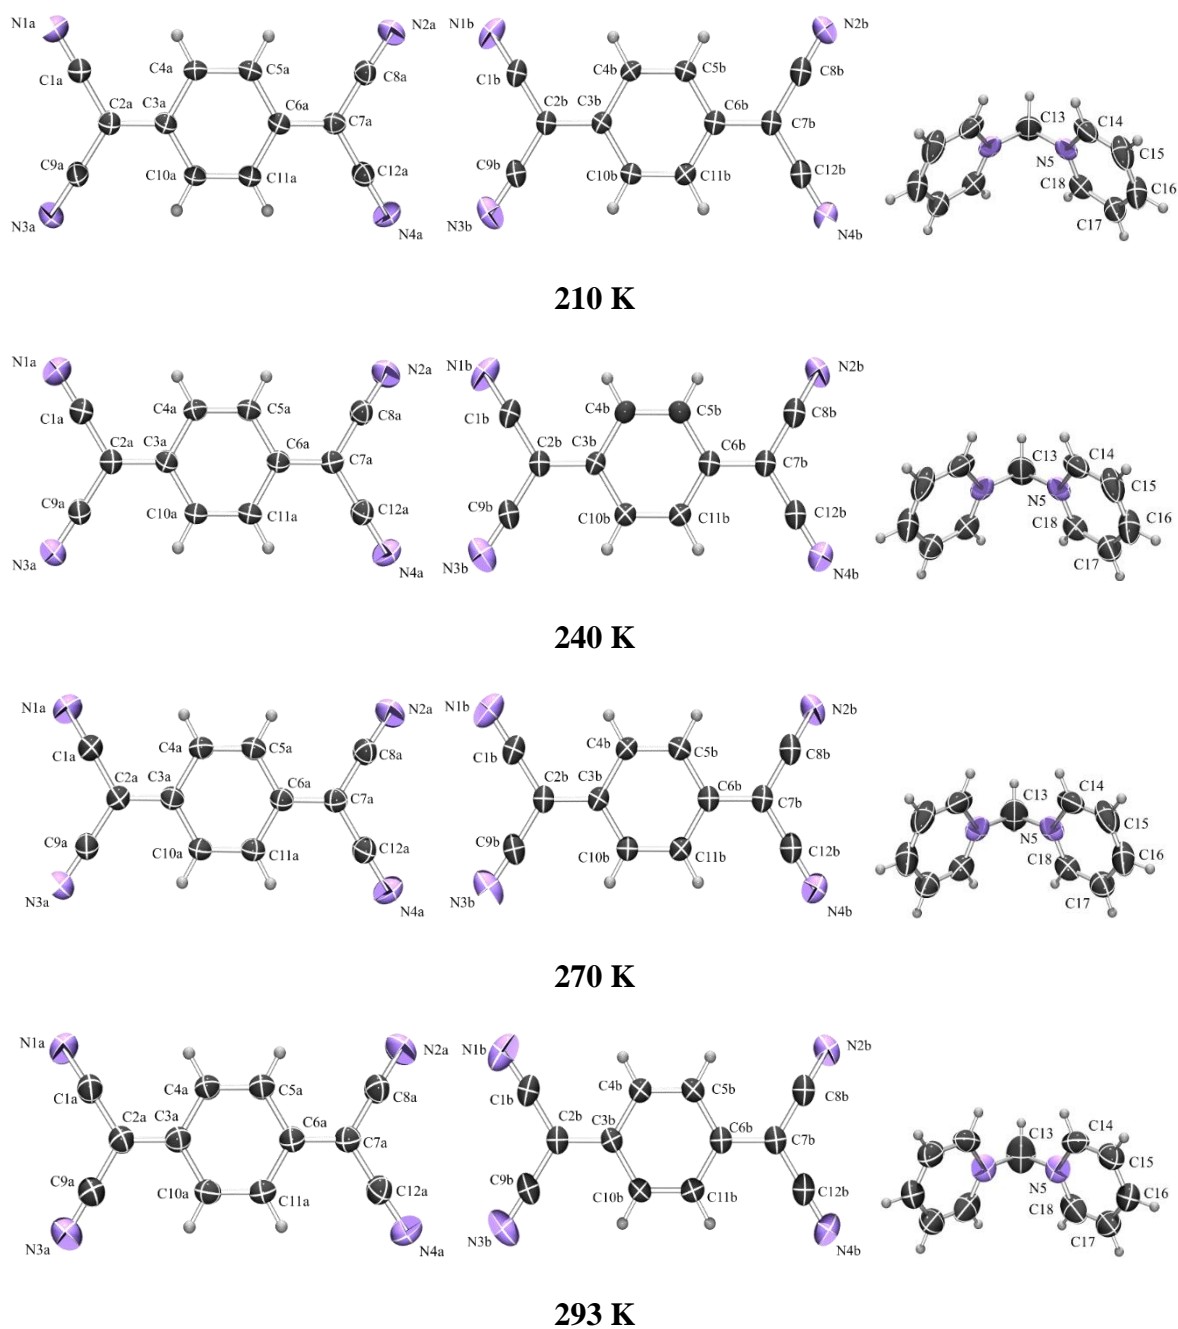 N1a N2a N1b N2b
C4a C5a C4b C5b
C1a C8a C1b C8b
C13 C14
C2a C3a C6a C7a C2b C3b C6b C7b
N5 C15
C9a C10a C11a C12a C9b C10b C11b C12b C18 C16
N3a N4a N3b N4b C17
210 K
N1a N2a N1b N2b
C4a C5a C4b C5b
C1a C8a C1b C8b
C13 C14
C2a C3a C6a C7a C2b C3b C6b C7b
C15
N5
C9a C10a C11a C12a C9b C10b C11b C12b C18 C16
N3a N4a N3b N4b C17
240 K
N1a N2a N1b N2b
C4a C5a C4b C5b
C1a C8a C1b C8b
C2a C3a C6a C7a C2b C3b C6b C7b
C13 C14
C15
N5
C9a C10a C11a C12a C9b C10b C11b C12b C18 C16
N3a N4a N3b N4b C17
270 K
N1a N2a N1b N2b
C4a C5a C4b C5b
C1a C8a C1b C8b
C2a C3a C6a C7a C2b C3b C6b C7b
C13 C14
C15
N5
C9a C10a C11a C12a C9b C10b C11b C12b C18 C16
N3a N4a N3b N4b C17
293 K